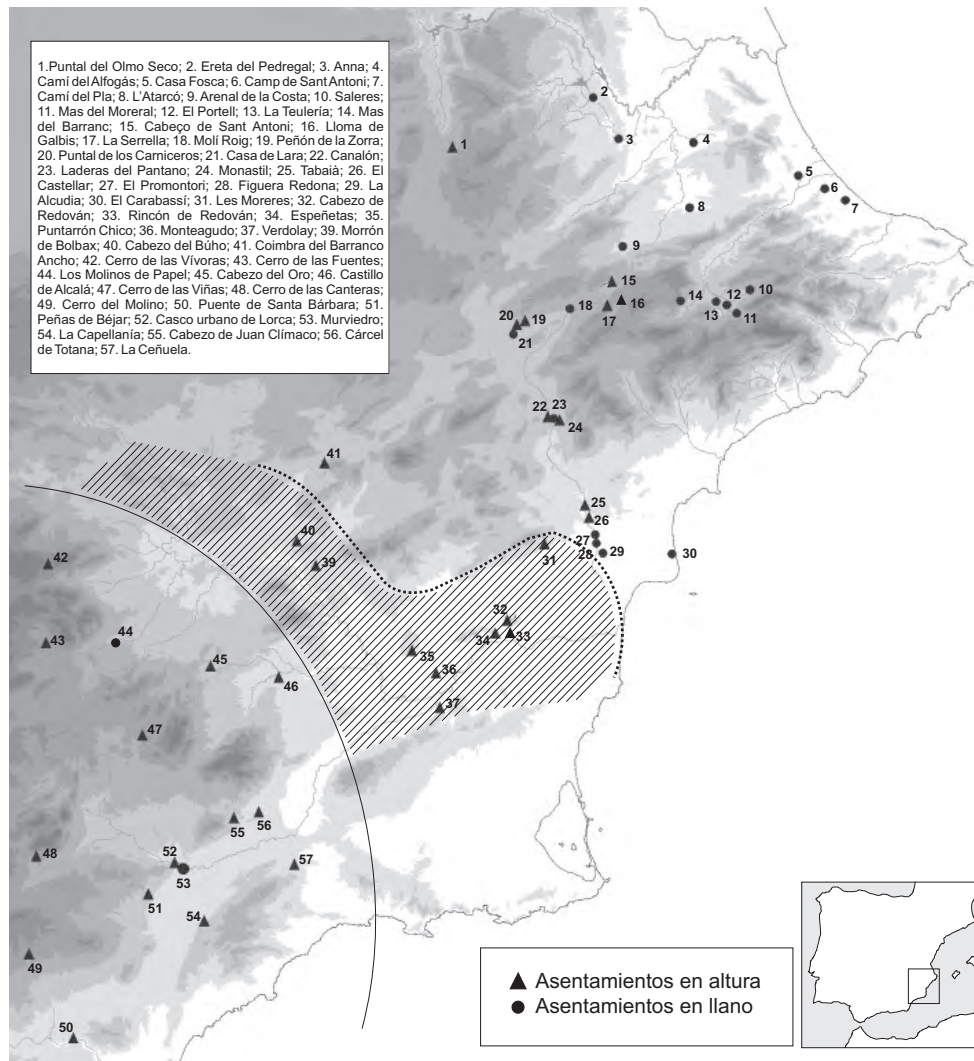 1.Puntal del Olmo Seco; 2. Ereta del Pedregal; 3. Anna; 4.
Camí del Alfogás; 5. Casa Fosca; 6. Camp de Sant Antoni; 7.
Camí del Pla; 8. L'Atarcó; 9. Arenal de la Costa; 10. Saleres;
11. Mas del Moreral; 12. El Portell; 13. La Teulería; 14. Mas
del Barranc; 15. Cabeço de Sant Antoni; 16. Lloma de
Galbis; 17. La Serrella; 18. Molí Roig; 19. Peñón de la Zorra;
20. Puntal de los Carniceros; 21. Casa de Lara; 22. Canalón;
23. Laderas del Pantano; 24. Monastil; 25. Tabaià; 26. El
Castellar; 27. El Promontori; 28. Figuera Redona; 29. La
Alcudia; 30. El Carabassí; 31. Les Moreres; 32. Cabezo de
Redován; 33. Rincón de Redován; 34. Espeñetas; 35.
Puntarrón Chico; 36. Monteagudo; 37. Verdolay; 39. Morrón
de Bolbax; 40. Cabezo del Búho; 41. Coimbra del Barranco
Ancho; 42. Cerro de las Vívoras; 43. Cerro de las Fuentes;
44. Los Molinos de Papel; 45. Cabezo del Oro; 46. Castillo
de Alcalá; 47. Cerro de las Viñas; 48. Cerro de las Canteras;
49. Cerro del Molino; 50. Puente de Santa Bárbara; 51.
Peñas de Béjar; 52. Casco urbano de Lorca; 53. Murviedro;
54. La Capellanía; 55. Cabezo de Juan Clímaco; 56. Cárcel
de Totana; 57. La Ceñuela.
2
1
3
4
5
6
7
8
9
15
10
14
12
16
18
13
11
17
20
19
21
22
23
24
41
25
26
40
27
29
30
31
28
42
39
32
44
34
33
43
35
45
36
46
37
47
56
55
48
52
57
53
51
54
49
50
Asentamientos en altura
Asentamientos en llano